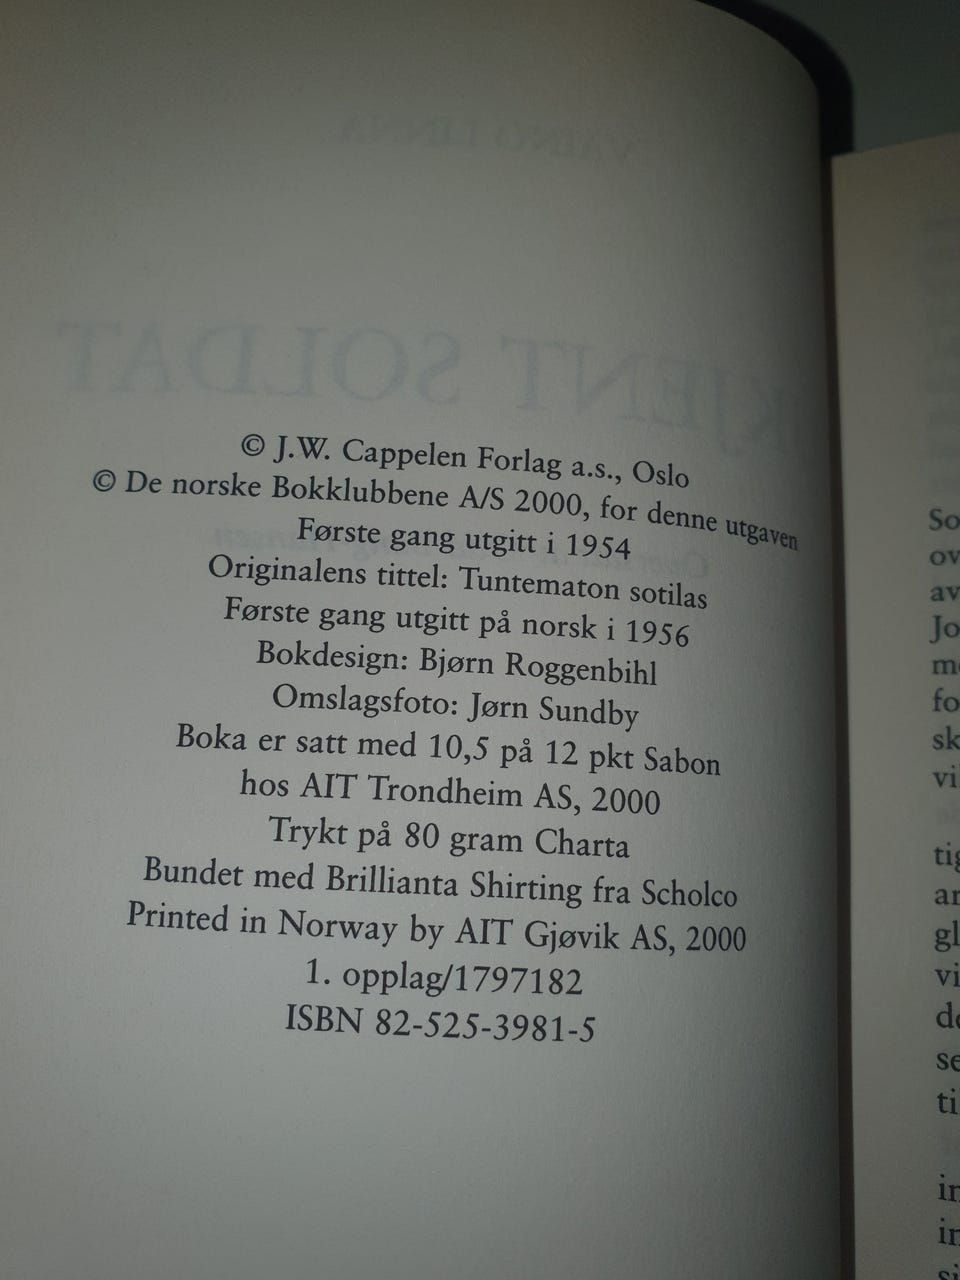 © J.W. Cappelen Forlag a.s., Oslo
© De norske Bokklubbene A/S 2000, for denne utgaven
Første gang utgitt i 1954
Originalens tittel: Tuntematon sotilas
Første gang utgitt på norsk i 1956
Bokdesign: Bjørn Roggenbihl
Omslagsfoto: Jørn Sundby
Boka er satt med 10,5 på 12 pkt Sabon
hos AIT Trondheim AS, 2000
Trykt på 80 gram Charta
Bundet med Brillianta Shirting fra Scholco
Printed in Norway by AIT Gjøvik AS, 2000
1. opplag/1797182
ISBN 82-525-3981-5